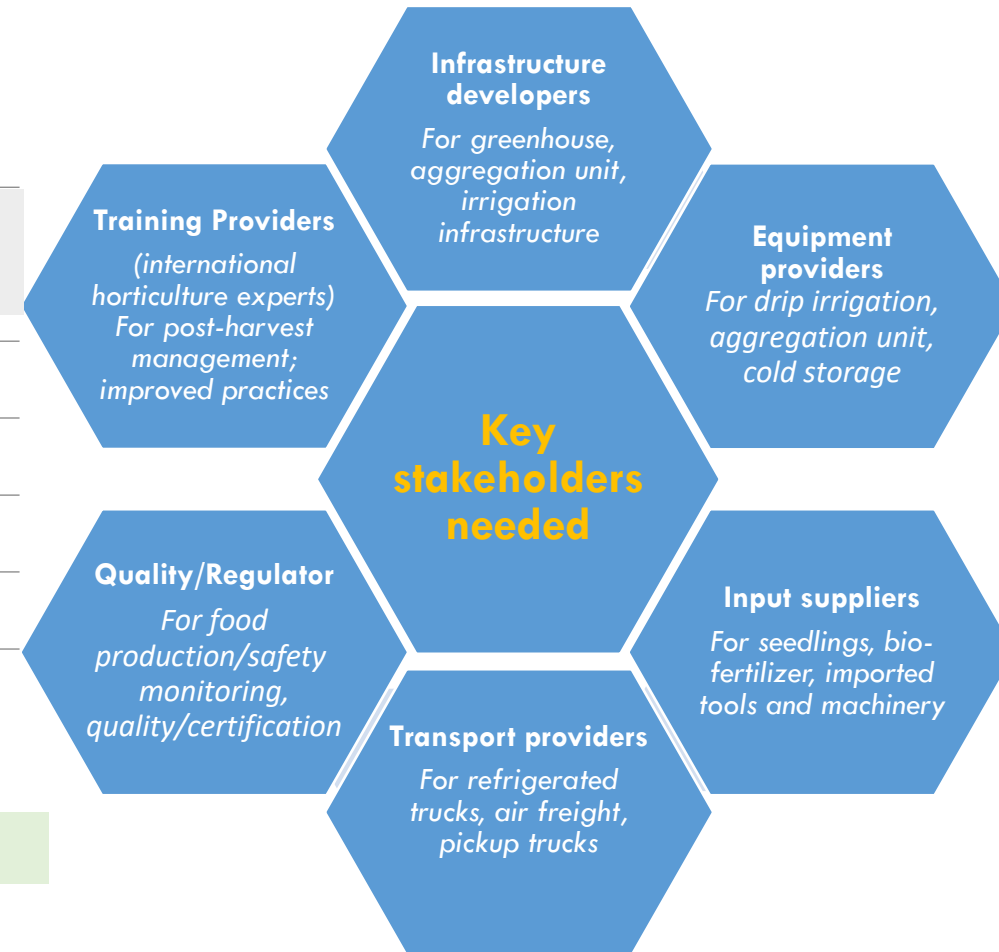 Infrastructure
developers
For greenhouse,
aggregation unit,
irrigation
infrastructure
Training Providers
(international
horticulture experts)
For post-harvest
management;
improved practices
Equipment
providers
For drip irrigation,
aggregation unit,
cold storage
Key
stakeholders
needed
Quality/Regulator
For food
production/safety
monitoring,
quality/certification
Input suppliers
For seedlings, bio-
fertilizer, imported
tools and machinery
Transport providers
For refrigerated
trucks, air freight,
pickup trucks